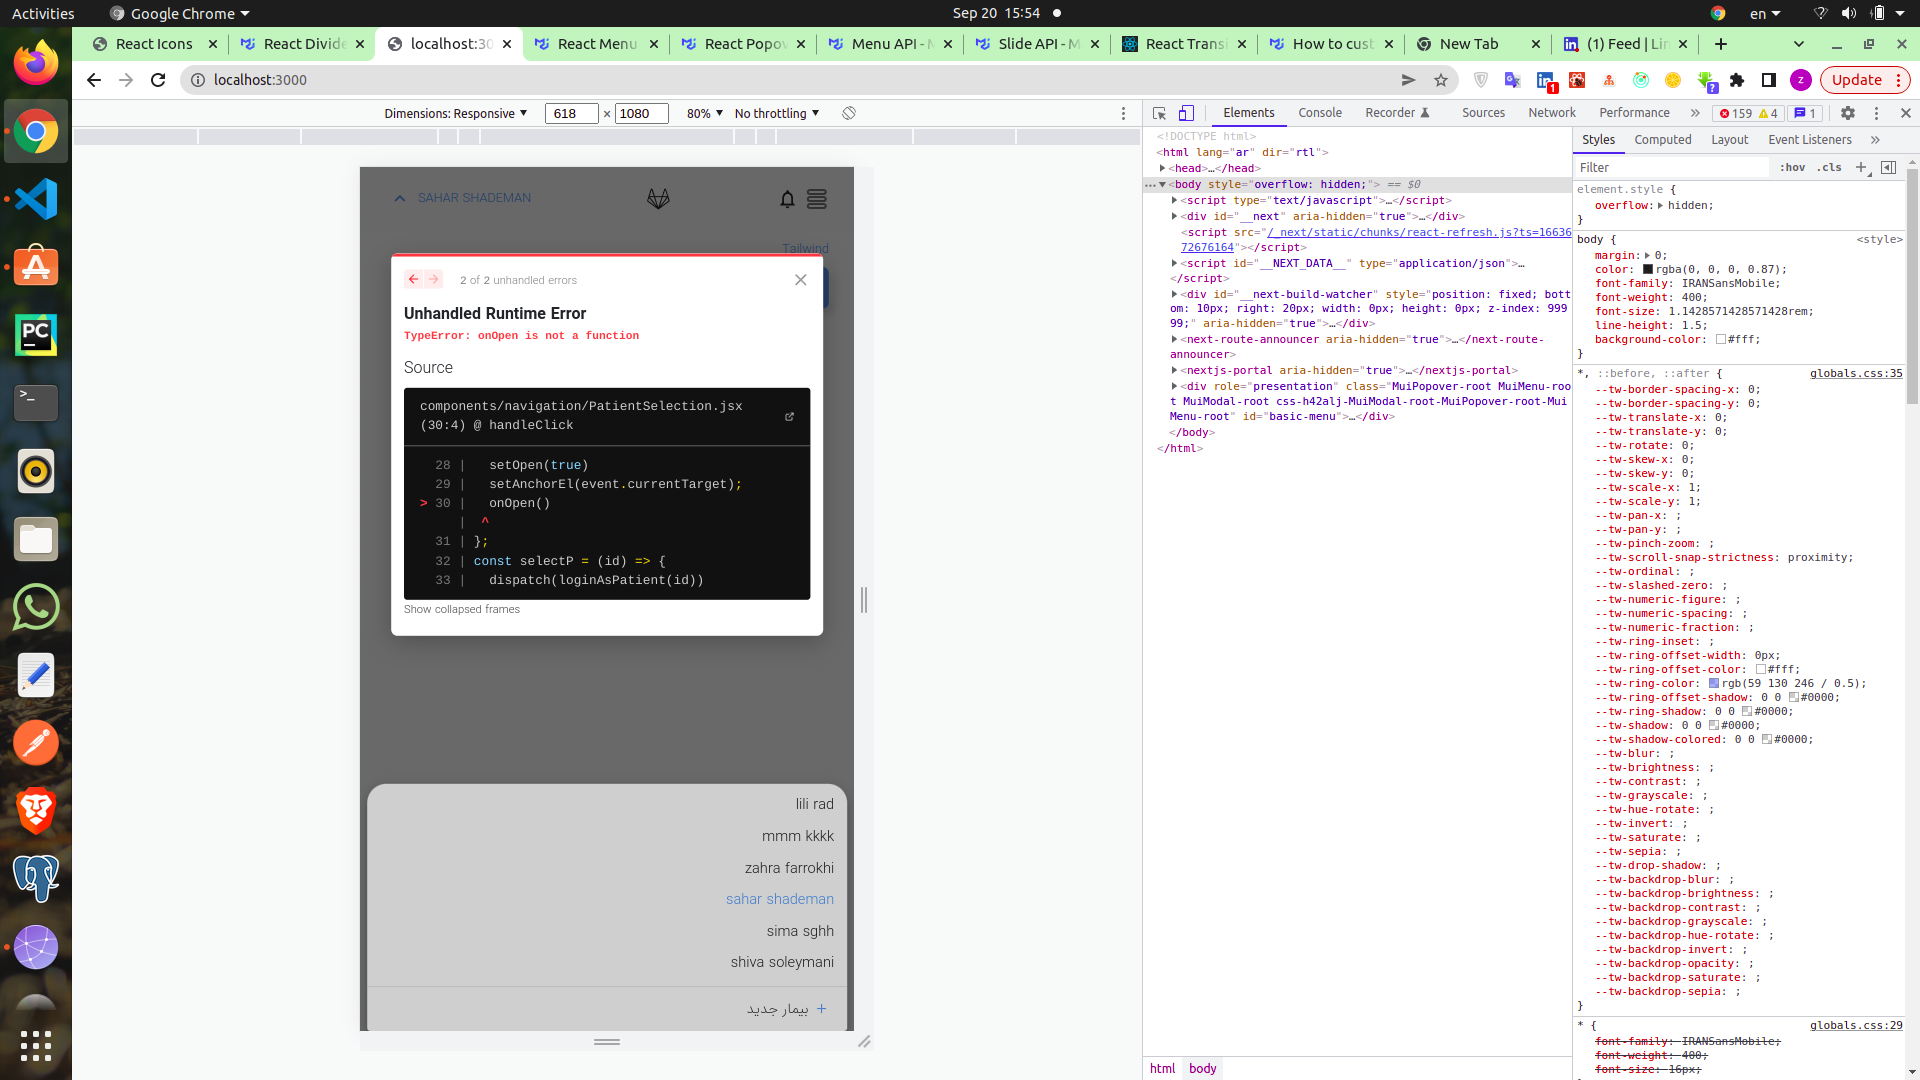 Activities
Google Chrome
Sep 20 15:54
en
React Icons
React Divide
localhost:30
React Menu
React Popov
Menu API - M
Slide API - M
React Transi
How to cust
New Tab
(1) Feed | Lin
localhost:3000
1
?
z
Update
Dimensions: Responsive
618 × 1080
80%
No throttling
Elements
Console
Recorder
Sources
Network
Performance
»
159
4
1
SAHAR SHADEMAN
Tailwind
2 of 2 unhandled errors
Unhandled Runtime Error
TypeError: onOpen is not a function
Source
components/navigation/PatientSelection.jsx
(30:4) @ handleClick
28 | setOpen(true)
29 | setAnchorEl(event.currentTarget);
> 30 | onOpen()
| ^
31 | };
32 | const selectP = (id) => {
33 | dispatch(loginAsPatient(id))
Show collapsed frames
lili rad
mmm kkkk
zahra farrokhi
sahar shademan
sima sghh
shiva soleymani
بیمار جدید +
<!DOCTYPE html>
<html lang="ar" dir="rtl">
<head>…</head>
<body style="overflow: hidden;"> == $0
<script type="text/javascript">…</script>
<div id="__next" aria-hidden="true">…</div>
<script src="/_next/static/chunks/react-refresh.js?ts=16636
72676164"></script>
<script id="__NEXT_DATA__" type="application/json">…
</script>
<div id="__next-build-watcher" style="position: fixed; bott
om: 10px; right: 20px; width: 0px; height: 0px; z-index: 999
99;" aria-hidden="true">…</div>
<next-route-announcer aria-hidden="true">…</next-route-
announcer>
<nextjs-portal aria-hidden="true">…</nextjs-portal>
<div role="presentation" class="MuiPopover-root MuiMenu-roo
t MuiModal-root css-h42alj-MuiModal-root-MuiPopover-root-Mui
Menu-root" id="basic-menu">…</div>
</body>
</html>
html
body
Styles
Computed
Layout
Event Listeners
»
Filter
:hov
.cls
+
element.style {
overflow: hidden;
}
body {
<style>
margin: 0;
color: rgba(0, 0, 0, 0.87);
font-family: IRANSansMobile;
font-weight: 400;
font-size: 1.1428571428571428rem;
line-height: 1.5;
background-color: #fff;
}
*, ::before, ::after {
globals.css:35
--tw-border-spacing-x: 0;
--tw-border-spacing-y: 0;
--tw-translate-x: 0;
--tw-translate-y: 0;
--tw-rotate: 0;
--tw-skew-x: 0;
--tw-skew-y: 0;
--tw-scale-x: 1;
--tw-scale-y: 1;
--tw-pan-x: ;
--tw-pan-y: ;
--tw-pinch-zoom: ;
--tw-scroll-snap-strictness: proximity;
--tw-ordinal: ;
--tw-slashed-zero: ;
--tw-numeric-figure: ;
--tw-numeric-spacing: ;
--tw-numeric-fraction: ;
--tw-ring-inset: ;
--tw-ring-offset-width: 0px;
--tw-ring-offset-color: #fff;
--tw-ring-color: rgb(59 130 246 / 0.5);
--tw-ring-offset-shadow: 0 0 #0000;
--tw-ring-shadow: 0 0 #0000;
--tw-shadow: 0 0 #0000;
--tw-shadow-colored: 0 0 #0000;
--tw-blur: ;
--tw-brightness: ;
--tw-contrast: ;
--tw-grayscale: ;
--tw-hue-rotate: ;
--tw-invert: ;
--tw-saturate: ;
--tw-sepia: ;
--tw-drop-shadow: ;
--tw-backdrop-blur: ;
--tw-backdrop-brightness: ;
--tw-backdrop-contrast: ;
--tw-backdrop-grayscale: ;
--tw-backdrop-hue-rotate: ;
--tw-backdrop-invert: ;
--tw-backdrop-opacity: ;
--tw-backdrop-saturate: ;
--tw-backdrop-sepia: ;
}
* {
globals.css:29
font-family: IRANSansMobile;
font-weight: 400;
font-size: 16px;
PC
>_